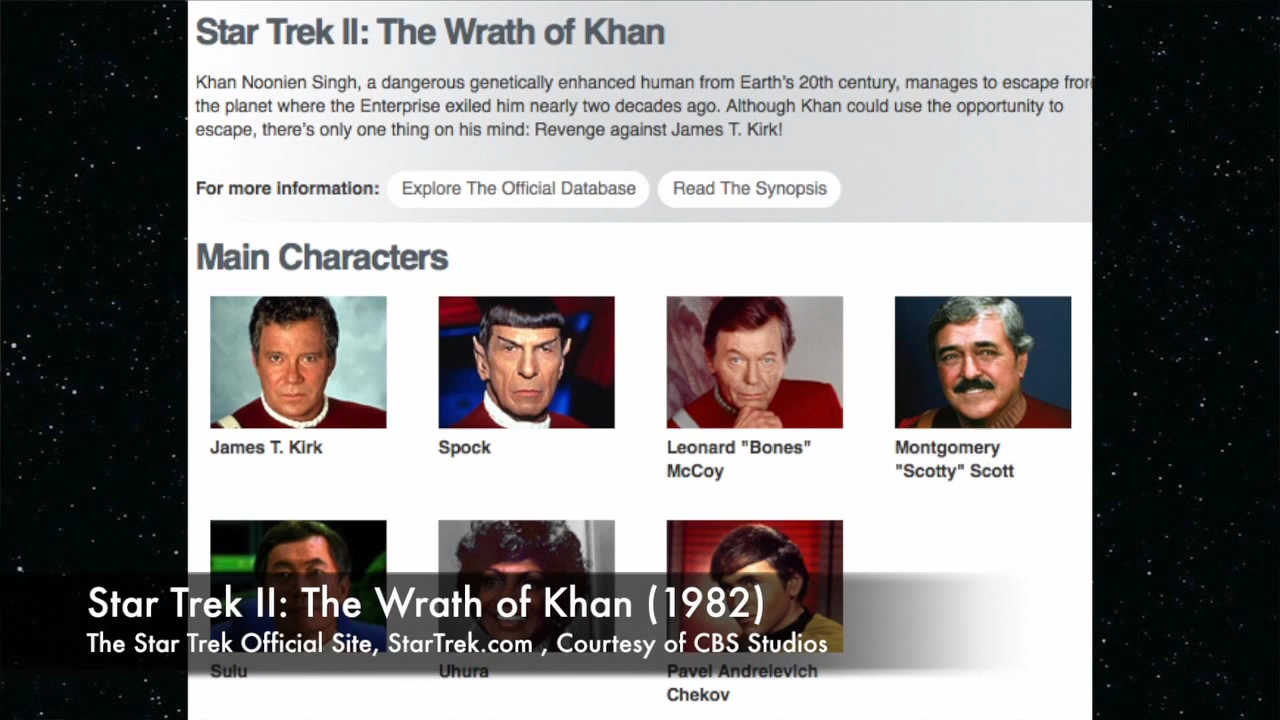 Star Trek II: The Wrath of Khan
Khan Noonien Singh, a dangerous genetically enhanced human from Earth's 20th century, manages to escape from
the planet where the Enterprise exiled him nearly two decades ago. Although Khan could use the opportunity to
escape, there's only one thing on his mind: Revenge against James T. Kirk!
For more information: Explore The Official Database Read The Synopsis
Main Characters
James T. Kirk Spock Leonard "Bones" Montgomery
McCoy "Scotty" Scott
Star Trek II: The Wrath of Khan (1982)
The Star Trek Official Site, StarTrek.com , Courtesy of CBS Studios
Sulu Uhura Pavel Andrelevich
Chekov